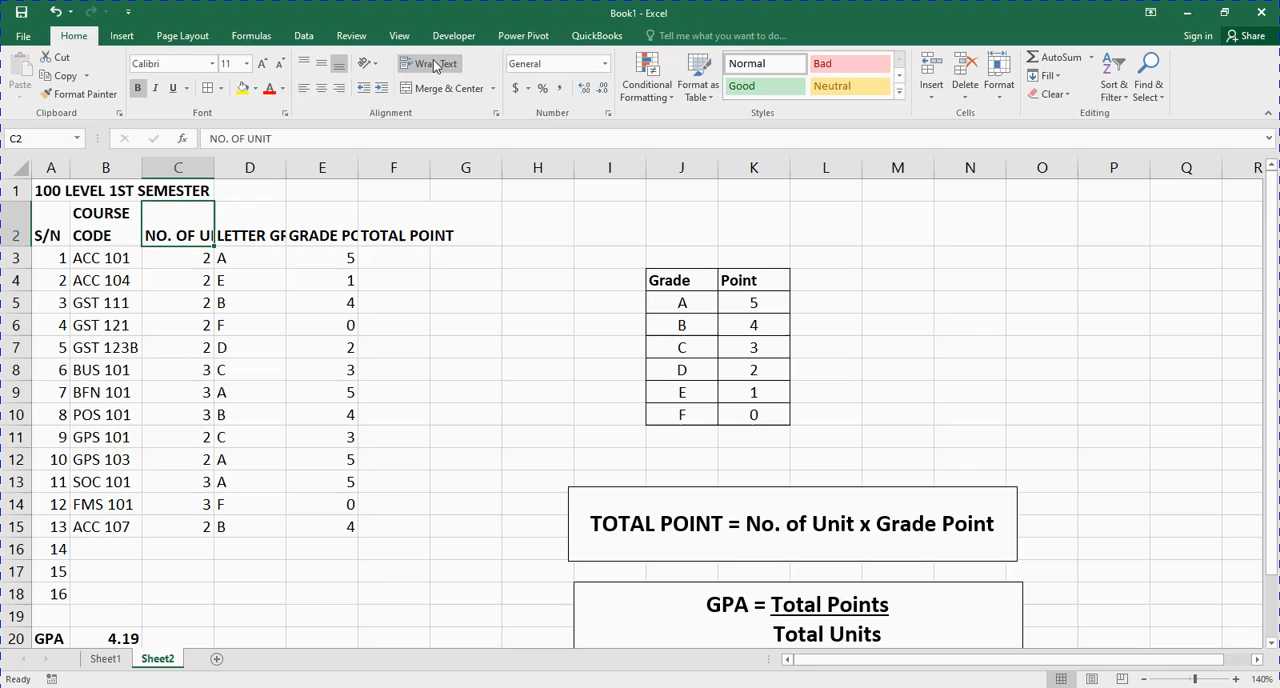 Book1 - Excel
File Home Insert Page Layout Formulas Data Review View Developer Power Pivot QuickBooks Tell me what you want to do... Sign in Share
Paste Cut Copy Format Painter Clipboard
Calibri 11 B I U A A A Font
Wrap Text Merge & Center Alignment
General $ % , Number
Conditional Formatting Format as Table Normal Bad Good Neutral Styles
Insert Delete Format Cells
AutoSum Fill Clear Sort & Filter Find & Select Editing
C2 fx NO. OF UNIT
A B C D E F G H I J K L M N O P Q R
1 100 LEVEL 1ST SEMESTER
COURSE
2 S/N CODE NO. OF U LETTER GF GRADE PC TOTAL POINT
3 1 ACC 101 2 A 5
4 2 ACC 104 2 E 1 Grade Point
5 3 GST 111 2 B 4 A 5
6 4 GST 121 2 F 0 B 4
7 5 GST 123B 2 D 2 C 3
8 6 BUS 101 3 C 3 D 2
9 7 BFN 101 3 A 5 E 1
10 8 POS 101 3 B 4 F 0
11 9 GPS 101 2 C 3
12 10 GPS 103 2 A 5
13 11 SOC 101 3 A 5
14 12 FMS 101 3 F 0
15 13 ACC 107 2 B 4
16 14
17 15
18 16
19
20 GPA 4.19
TOTAL POINT = No. of Unit x Grade Point
GPA = Total Points
Total Units
Sheet1 Sheet2
Ready 140%